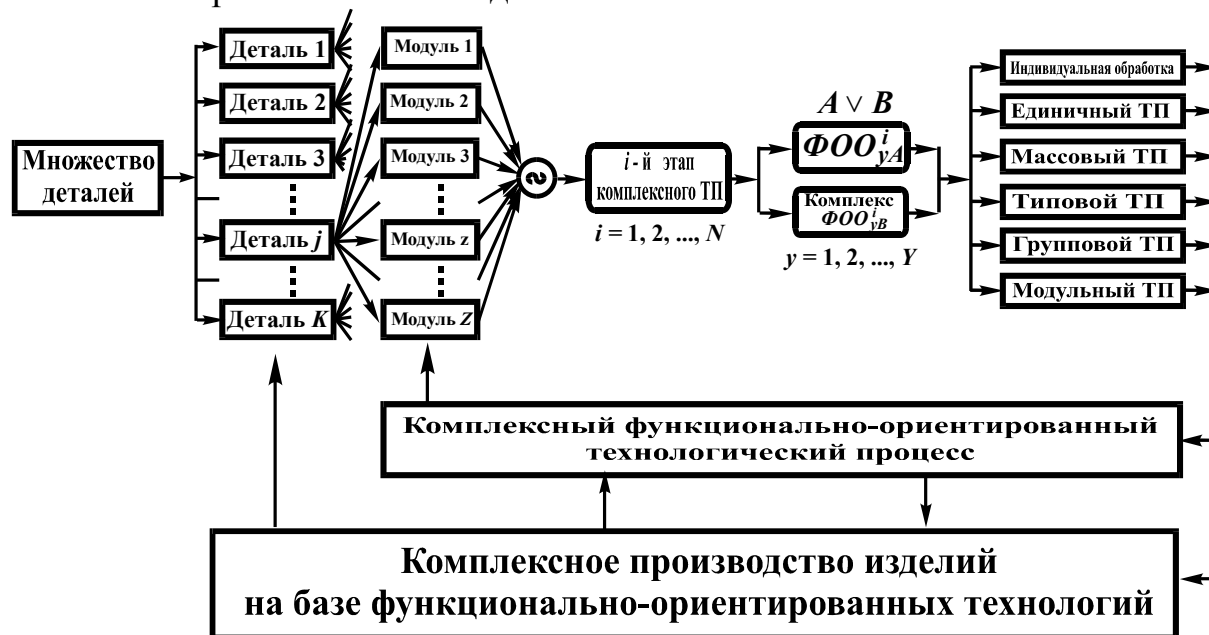 Множество
деталей
Деталь 1
Деталь 2
Деталь 3
Деталь j
Деталь K
Модуль 1
Модуль 2
Модуль 3
Модуль z
Модуль Z
i - й этап
комплексного ТП
i = 1, 2, ..., N
A ∨ B
ФОО^i_yA
Комплекс
ФОО^i_yB
y = 1, 2, ..., Y
Индивидуальная обработка
Единичный ТП
Массовый ТП
Типовой ТП
Групповой ТП
Модульный ТП
Комплексный функционально-ориентированный
технологический процесс
Комплексное производство изделий
на базе функционально-ориентированных технологий